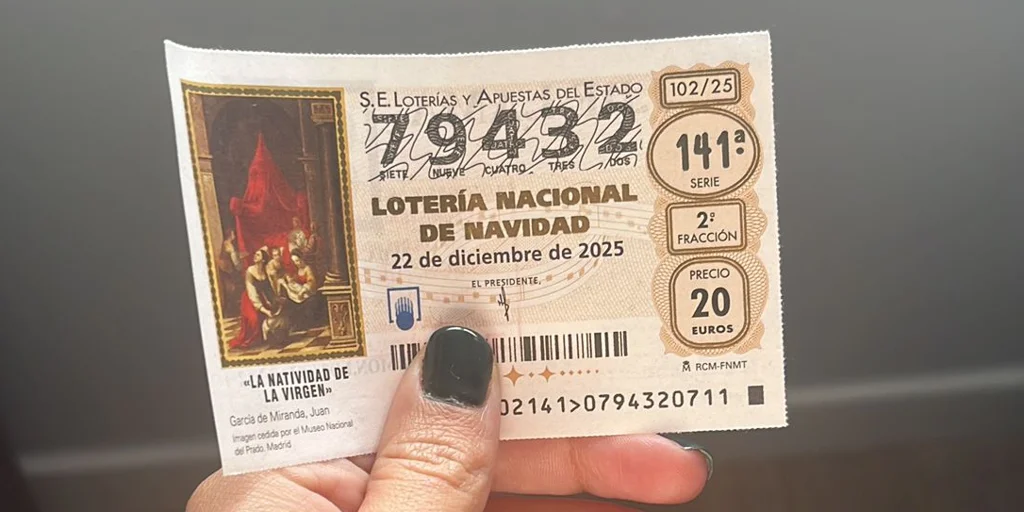 S.E. LOTERÍAS Y APUESTAS DEL ESTADO
79432
SIETE NUEVE CUATRO TRES DOS
LOTERÍA NACIONAL
DE NAVIDAD
22 de diciembre de 2025
EL PRESIDENTE,
102/25
141ª
SERIE
2ª
FRACCIÓN
PRECIO
20
EUROS
RCM-FNMT
02141>0794320711
«LA NATIVIDAD DE
LA VIRGEN»
García de Miranda, Juan
Imagen cedida por el Museo Nacional
del Prado. Madrid